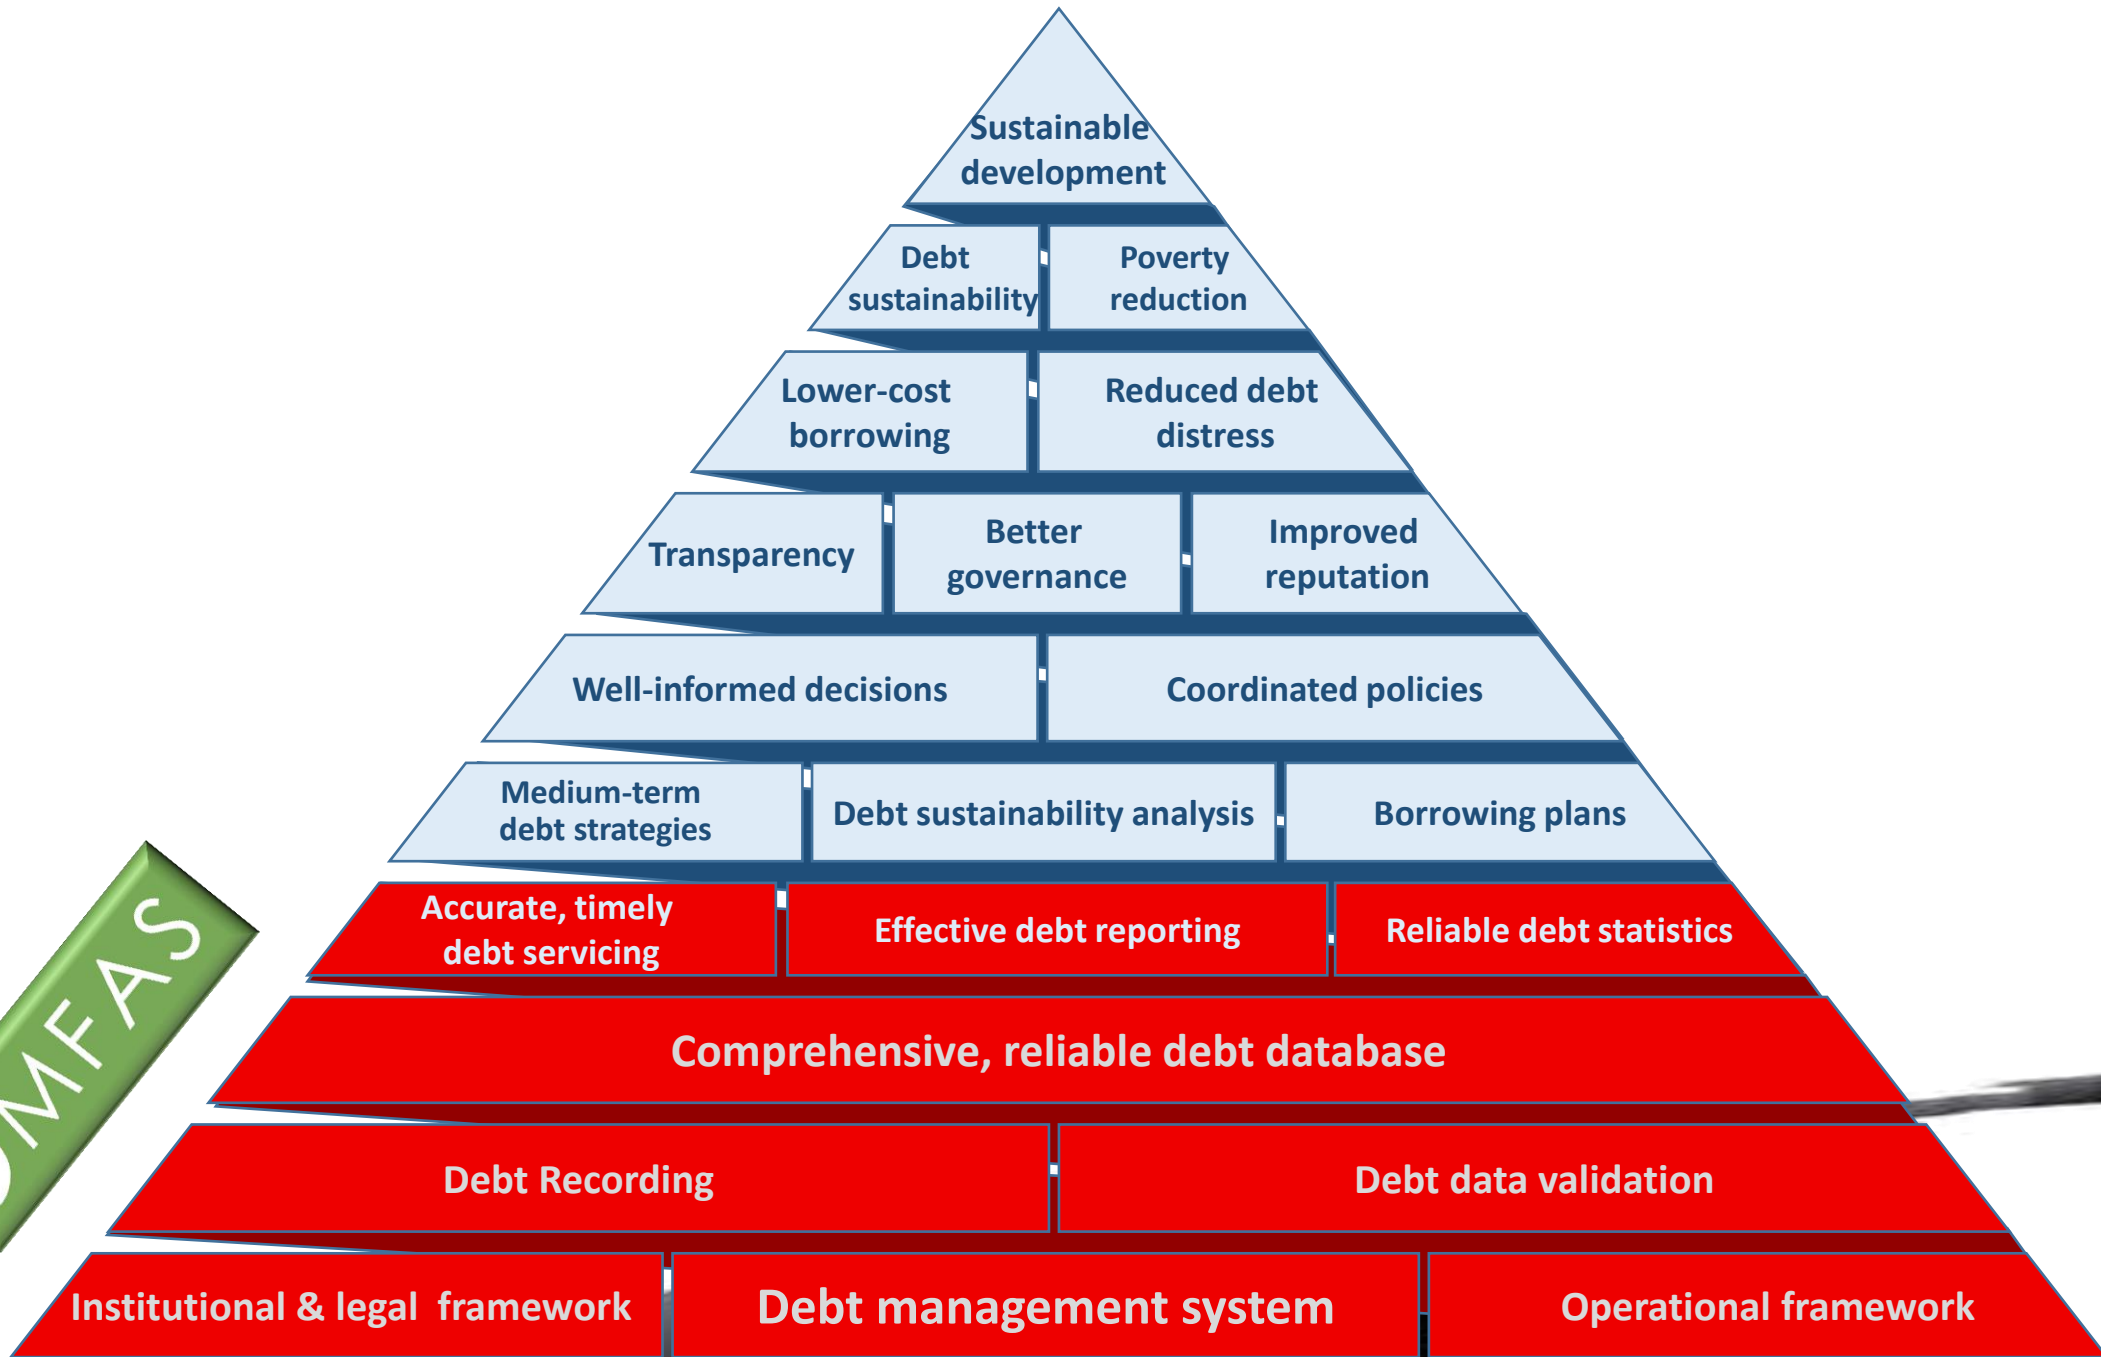 Sustainable
development
Debt
sustainability
Poverty
reduction
Lower-cost
borrowing
Reduced debt
distress
Transparency
Better
governance
Improved
reputation
Well-informed decisions
Coordinated policies
Medium-term
debt strategies
Debt sustainability analysis
Borrowing plans
Accurate, timely
debt servicing
Effective debt reporting
Reliable debt statistics
Comprehensive, reliable debt database
Debt Recording
Debt data validation
Institutional & legal framework
Debt management system
Operational framework